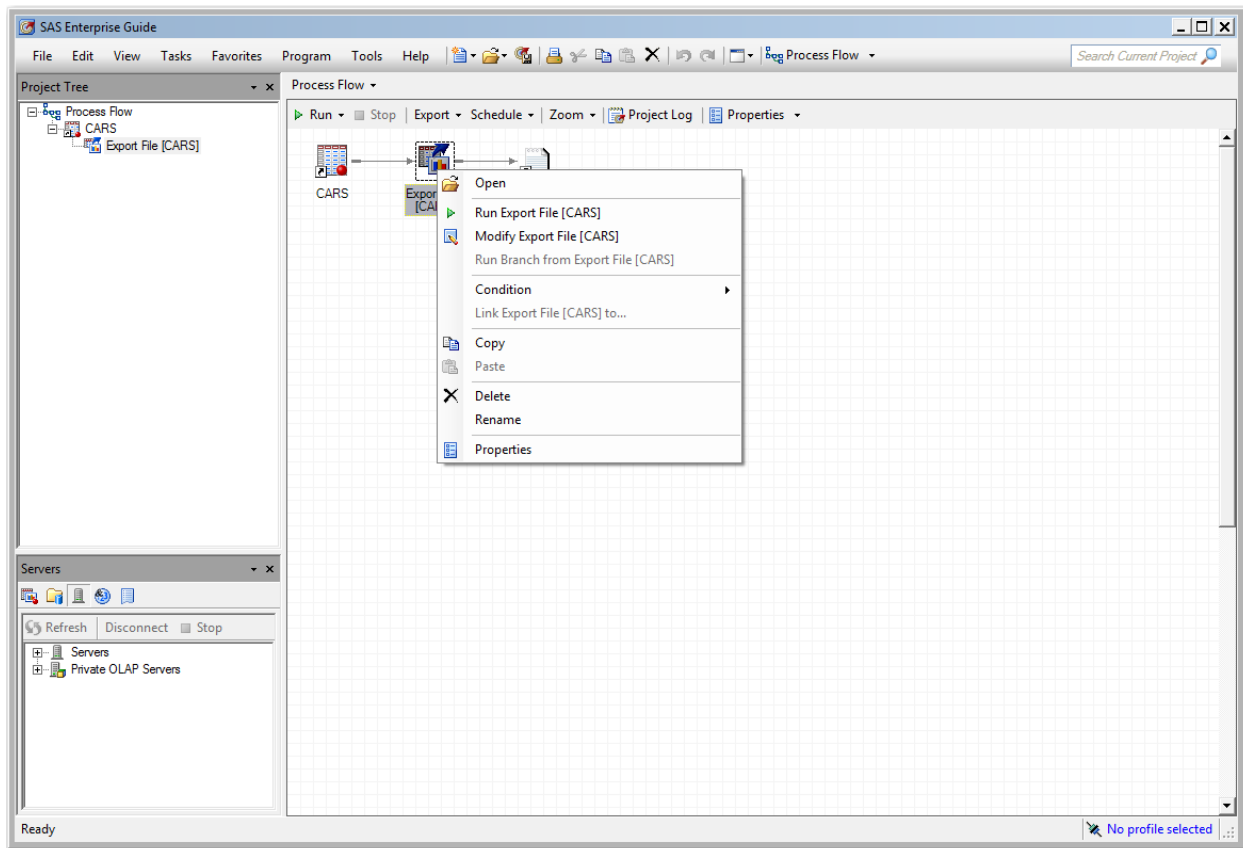 SAS Enterprise Guide
File Edit View Tasks Favorites Program Tools Help Process Flow Search Current Project
Project Tree
Process Flow
CARS
Export File [CARS]
Process Flow
Run Stop Export Schedule Zoom Project Log Properties
CARS
Expor
[CA
Open
Run Export File [CARS]
Modify Export File [CARS]
Run Branch from Export File [CARS]
Condition
Link Export File [CARS] to...
Copy
Paste
Delete
Rename
Properties
Servers
Refresh Disconnect Stop
Servers
Private OLAP Servers
Ready
No profile selected